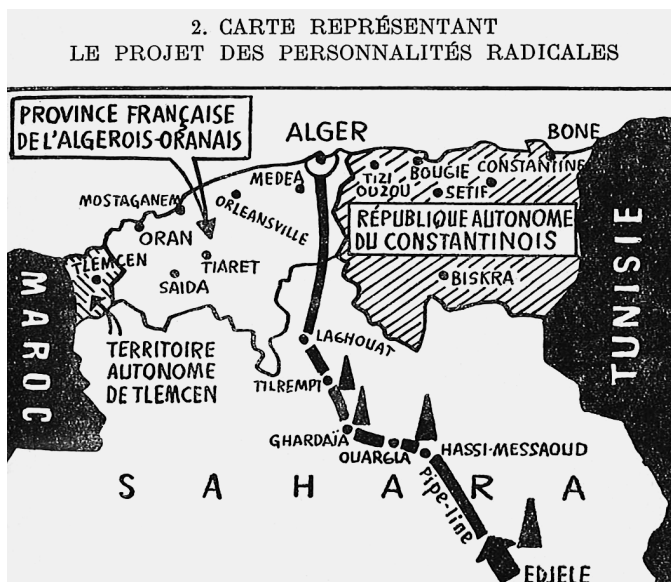 2. CARTE REPRÉSENTANT
LE PROJET DES PERSONNALITÉS RADICALES
PROVINCE FRANÇAISE
DE L'ALGEROIS-ORANAIS
ALGER
BONE
TIZI
OUZOU
BOUGIE
CONSTANTINE
SETIF
MEDEA
ORLEANSVILLE
MOSTAGANEM
ORAN
RÉPUBLIQUE AUTONOME
DU CONSTANTINOIS
TLEMCEN
TIARET
SAIDA
BISKRA
MAROC
TUNISIE
TERRITOIRE
AUTONOME
DE TLEMCEN
LAGHOUAT
TILREMPT
GHARDAÏA
OUARGLA
HASSI-MESSAOUD
SAHARA
Pipe-line
EDJELE